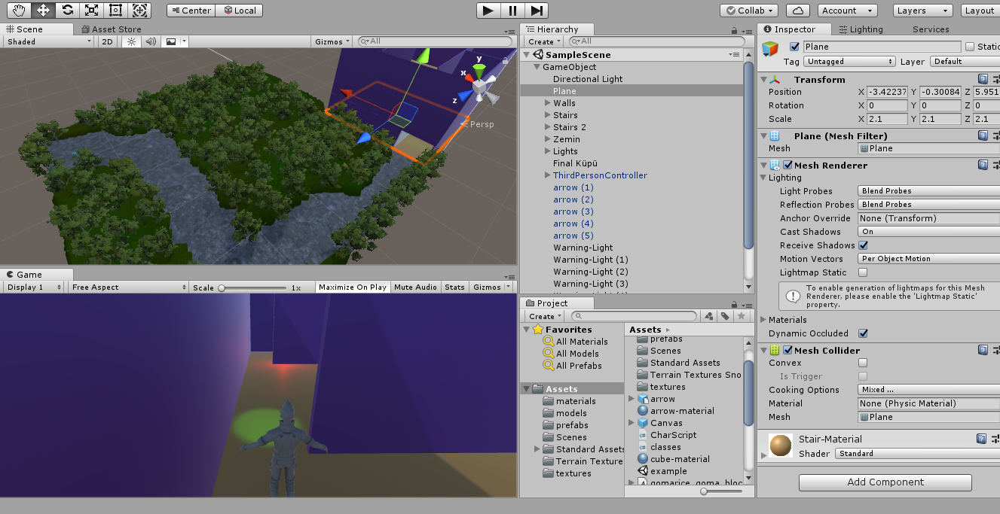 Center Local Collab Account Layers Layout
Scene Asset Store
Shaded 2D Gizmos All
y
x
z
Persp
Game
Display 1 Free Aspect Scale 1x Maximize On Play Mute Audio Stats Gizmos
Hierarchy
Create All
SampleScene
GameObject
Directional Light
Plane
Walls
Stairs
Stairs 2
Zemin
Lights
Final Küpü
ThirdPersonController
arrow (1)
arrow (2)
arrow (3)
arrow (4)
arrow (5)
Warning-Light
Warning-Light (1)
Warning-Light (2)
Warning-Light (3)
Project
Create
Favorites
All Materials
All Models
All Prefabs
Assets
materials
models
prefabs
Scenes
Standard Assets
Terrain Texture
textures
Assets
prefabs
Scenes
Standard Assets
Terrain Textures Sno
textures
arrow
arrow-material
Canvas
CharScript
classes
cube-material
example
gomarice_goma_bloc
Inspector Lighting Services
Plane Static
Tag Untagged Layer Default
Transform
Position X -3.42237 Y -0.30084 Z 5.951
Rotation X 0 Y 0 Z 0
Scale X 2.1 Y 2.1 Z 2.1
Plane (Mesh Filter)
Mesh Plane
Mesh Renderer
Lighting
Light Probes Blend Probes
Reflection Probes Blend Probes
Anchor Override None (Transform)
Cast Shadows On
Receive Shadows
Motion Vectors Per Object Motion
Lightmap Static
To enable generation of lightmaps for this Mesh
Renderer, please enable the 'Lightmap Static'
property.
Materials
Dynamic Occluded
Mesh Collider
Convex
Is Trigger
Cooking Options Mixed ...
Material None (Physic Material)
Mesh Plane
Stair-Material
Shader Standard
Add Component